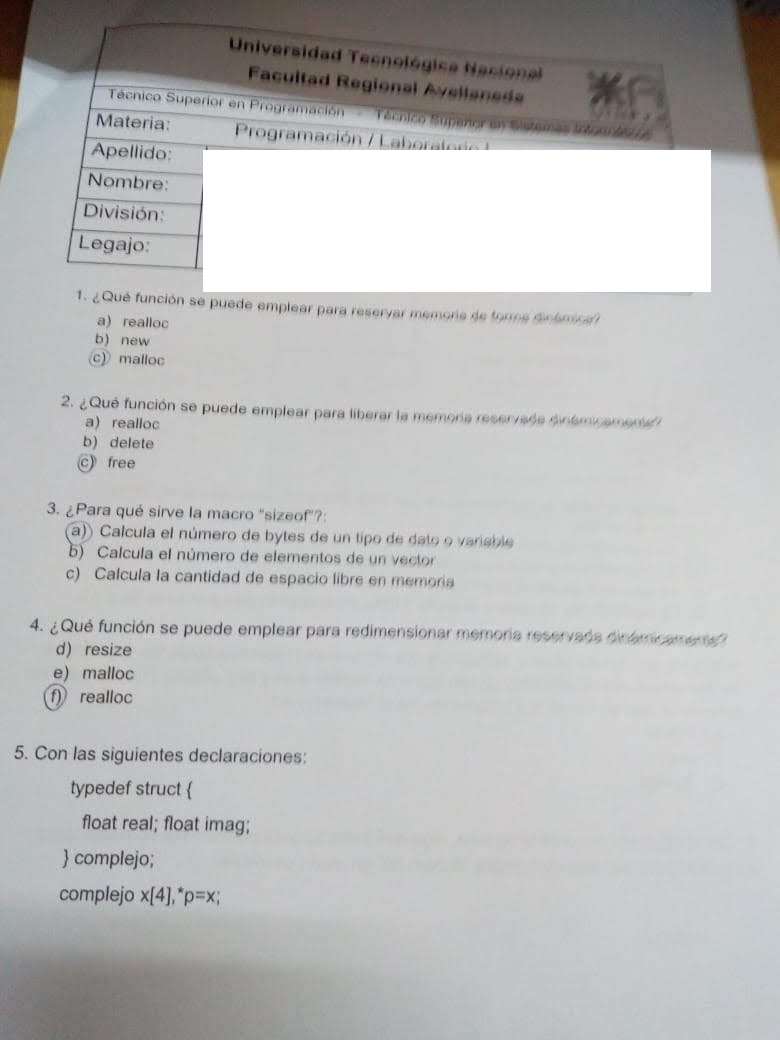 Universidad Tecnológica Nacional
Facultad Regional Avellaneda
Técnico Superior en Programación - Técnico Superior en Sistemas Informáticos
Materia: Programación / Laboratorio I
Apellido:
Nombre:
División:
Legajo:
1. ¿Qué función se puede emplear para reservar memoria de forma dinámica?
a) realloc
b) new
c) malloc
2. ¿Qué función se puede emplear para liberar la memoria reservada dinámicamente?
a) realloc
b) delete
c) free
3. ¿Para qué sirve la macro "sizeof"?:
a) Calcula el número de bytes de un tipo de dato o variable
b) Calcula el número de elementos de un vector
c) Calcula la cantidad de espacio libre en memoria
4. ¿Qué función se puede emplear para redimensionar memoria reservada dinámicamente?
d) resize
e) malloc
f) realloc
5. Con las siguientes declaraciones:
typedef struct {
float real; float imag;
} complejo;
complejo x[4],*p=x;